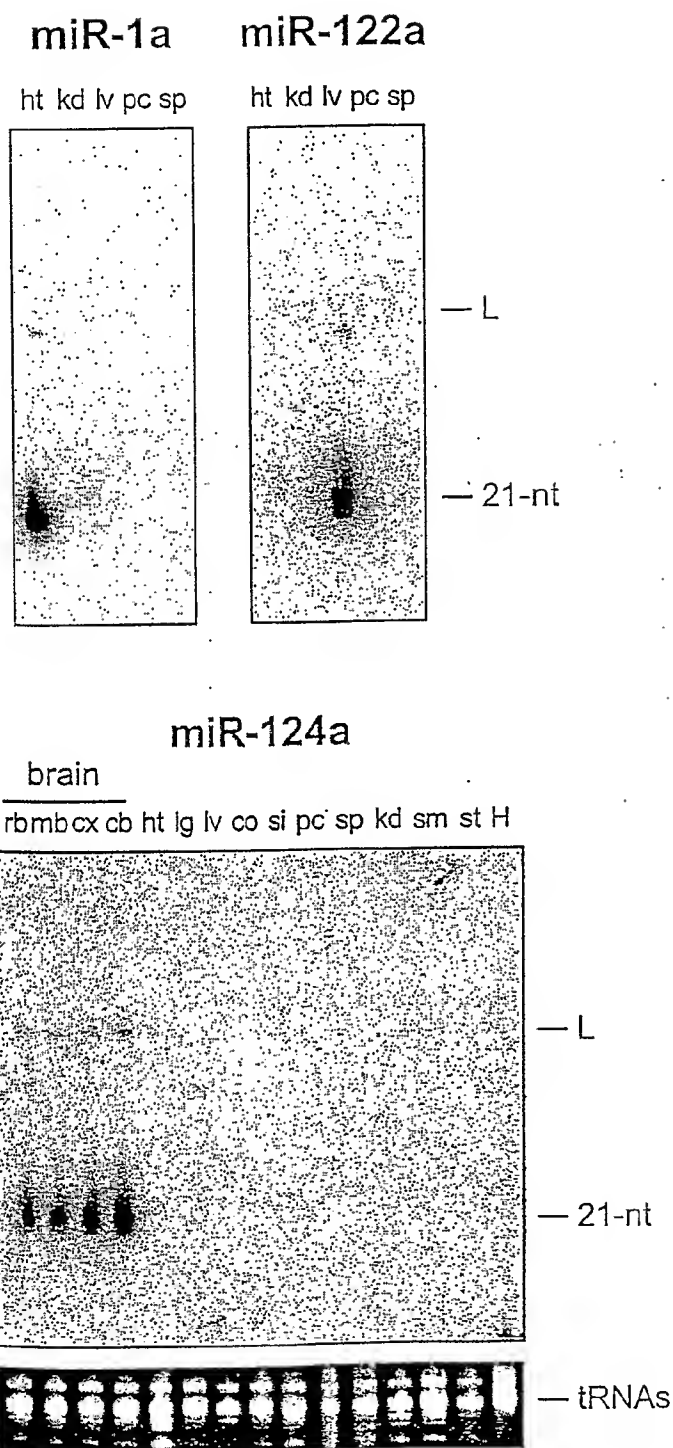 miR-1a miR-122a
ht kd lv pc sp ht kd lv pc sp
L
21-nt
miR-124a
brain
rb mb cx cb ht lg lv co si pc sp kd sm st H
L
21-nt
tRNAs